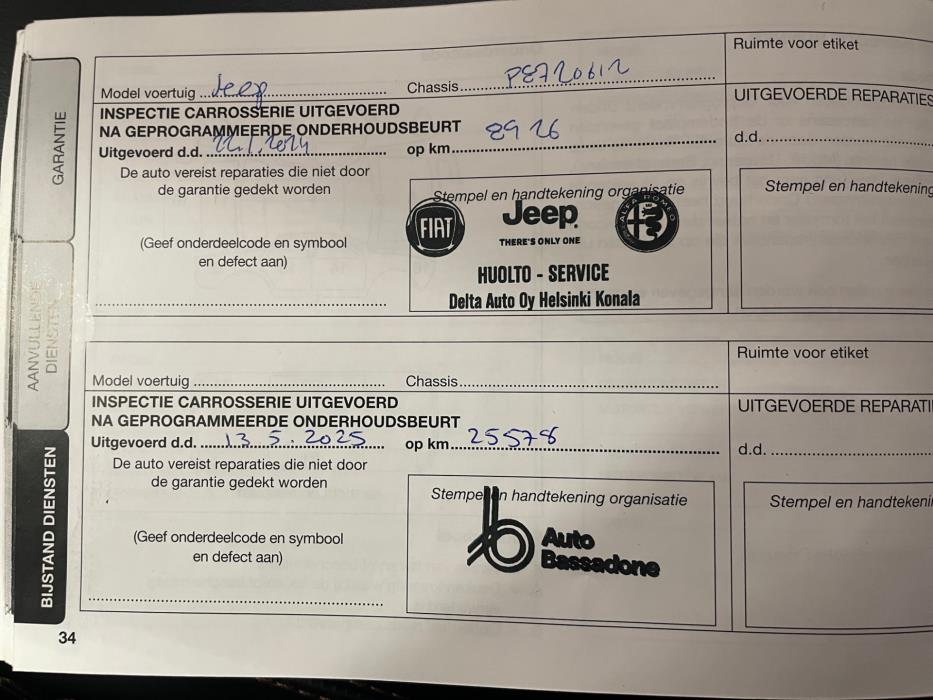 GARANTIE
AANVULLENDE
DIENSTEN
BIJSTAND DIENSTEN
Model voertuig Jeep Chassis PE720612
INSPECTIE CARROSSERIE UITGEVOERD
NA GEPROGRAMMEERDE ONDERHOUDSBEURT
Uitgevoerd d.d. op km 8926
De auto vereist reparaties die niet door
de garantie gedekt worden
(Geef onderdeelcode en symbool
en defect aan)
Stempel en handtekening organisatie
FIAT Jeep ALFA ROMEO
THERE'S ONLY ONE
HUOLTO - SERVICE
Delta Auto Oy Helsinki Konala
Ruimte voor etiket
UITGEVOERDE REPARATIES
d.d.
Stempel en handtekening
Model voertuig Chassis
INSPECTIE CARROSSERIE UITGEVOERD
NA GEPROGRAMMEERDE ONDERHOUDSBEURT
Uitgevoerd d.d. 13.5.2025 op km 25578
De auto vereist reparaties die niet door
de garantie gedekt worden
(Geef onderdeelcode en symbool
en defect aan)
Stempel en handtekening organisatie
Auto
Bassadone
Ruimte voor etiket
UITGEVOERDE REPARATI
d.d.
Stempel en handtekeni
34